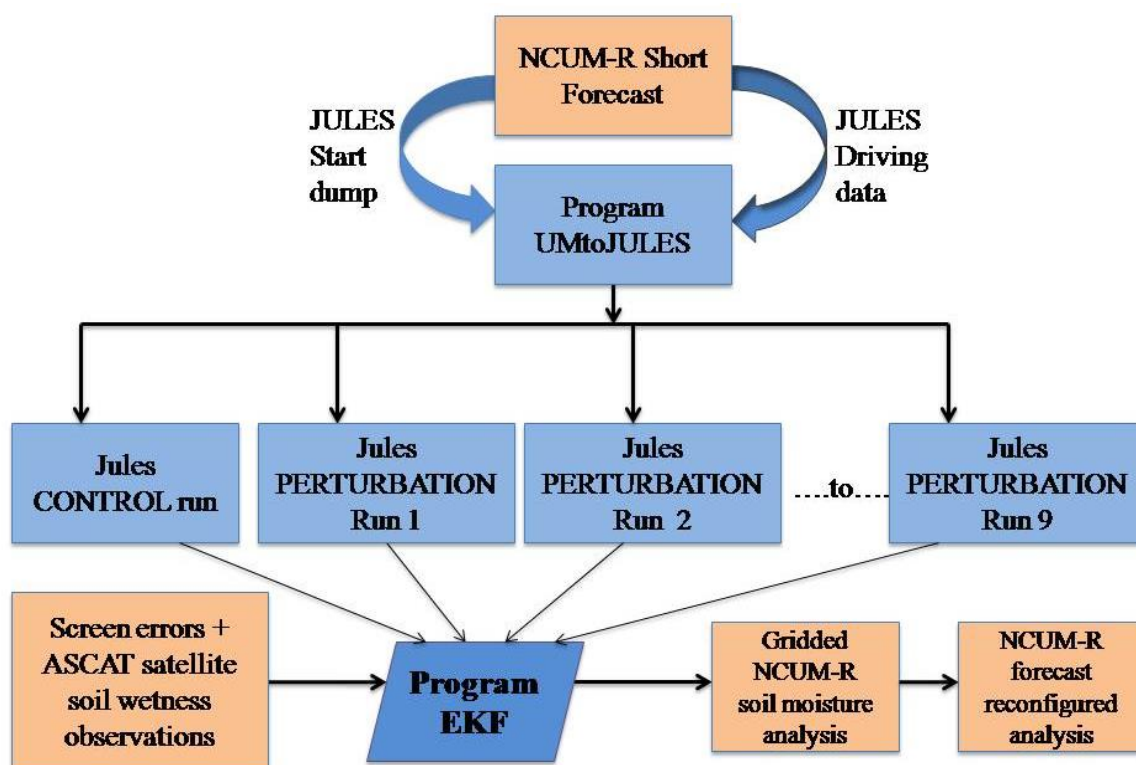 NCUM-R Short
Forecast
JULES
Start
dump
JULES
Driving
data
Program
UMtoJULES
Jules
CONTROL run
Jules
PERTURBATION
Run 1
Jules
PERTURBATION
Run 2
.....to......
Jules
PERTURBATION
Run 9
Screen errors +
ASCAT satellite
soil wetness
observations
Program
EKF
Gridded
NCUM-R
soil moisture
analysis
NCUM-R
forecast
reconfigured
analysis